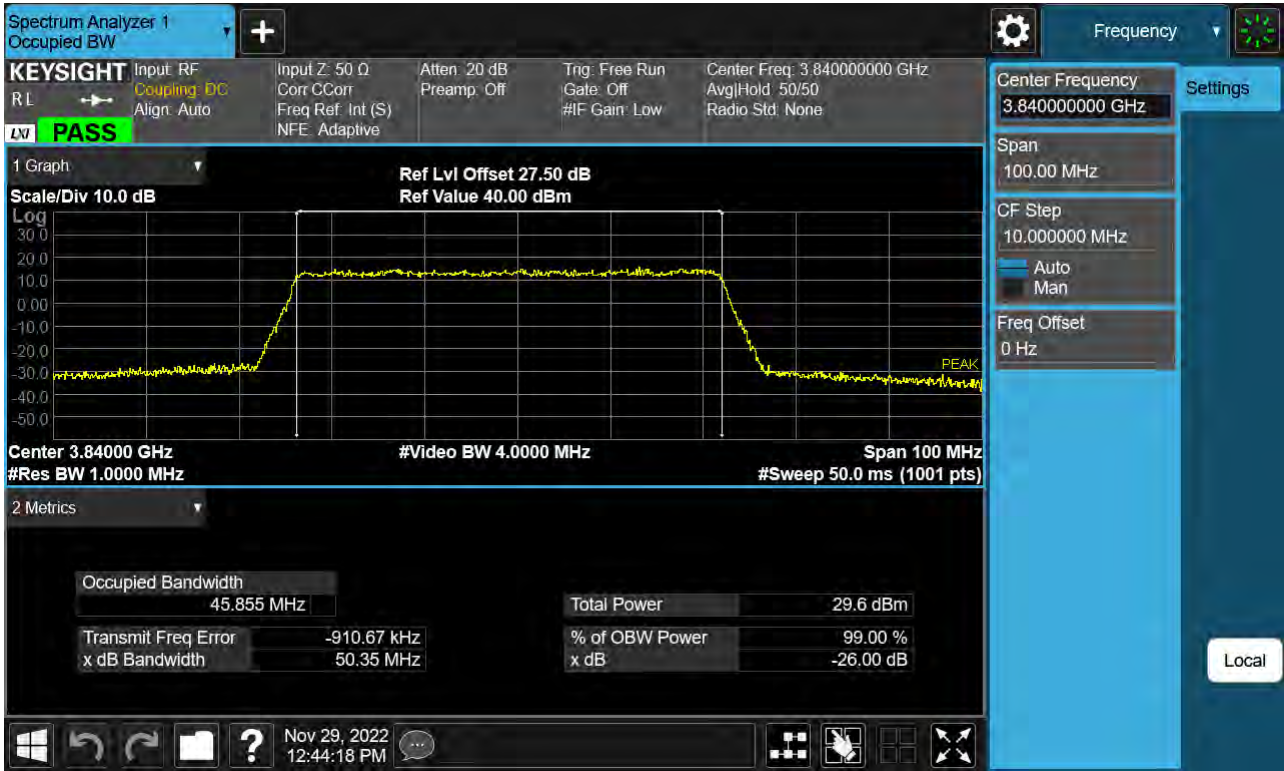 Spectrum Analyzer 1
Occupied BW
Frequency
KEYSIGHT
R L
LXI
PASS
Input: RF
Coupling: DC
Align: Auto
Input Z: 50 Ω
Corr CCorr
Freq Ref: Int (S)
NFE: Adaptive
Atten: 20 dB
Preamp: Off
Trig: Free Run
Gate: Off
#IF Gain: Low
Center Freq: 3.840000000 GHz
Avg|Hold: 50/50
Radio Std: None
Center Frequency
3.840000000 GHz
Settings
Span
100.00 MHz
CF Step
10.000000 MHz
Auto
Man
Freq Offset
0 Hz
Local
1 Graph
Scale/Div 10.0 dB
Ref Lvl Offset 27.50 dB
Ref Value 40.00 dBm
Log
30.0
20.0
10.0
0.00
-10.0
-20.0
-30.0
-40.0
-50.0
PEAK
Center 3.84000 GHz
#Video BW 4.0000 MHz
Span 100 MHz
#Res BW 1.0000 MHz
#Sweep 50.0 ms (1001 pts)
2 Metrics
Occupied Bandwidth
45.855 MHz
Total Power 29.6 dBm
Transmit Freq Error -910.67 kHz
% of OBW Power 99.00 %
x dB Bandwidth 50.35 MHz
x dB -26.00 dB
Nov 29, 2022
12:44:18 PM